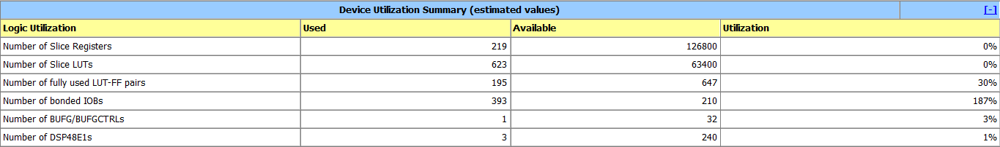 Device Utilization Summary (estimated values) [-]
Logic Utilization Used Available Utilization
Number of Slice Registers 219 126800 0%
Number of Slice LUTs 623 63400 0%
Number of fully used LUT-FF pairs 195 647 30%
Number of bonded IOBs 393 210 187%
Number of BUFG/BUFGCTRLs 1 32 3%
Number of DSP48E1s 3 240 1%